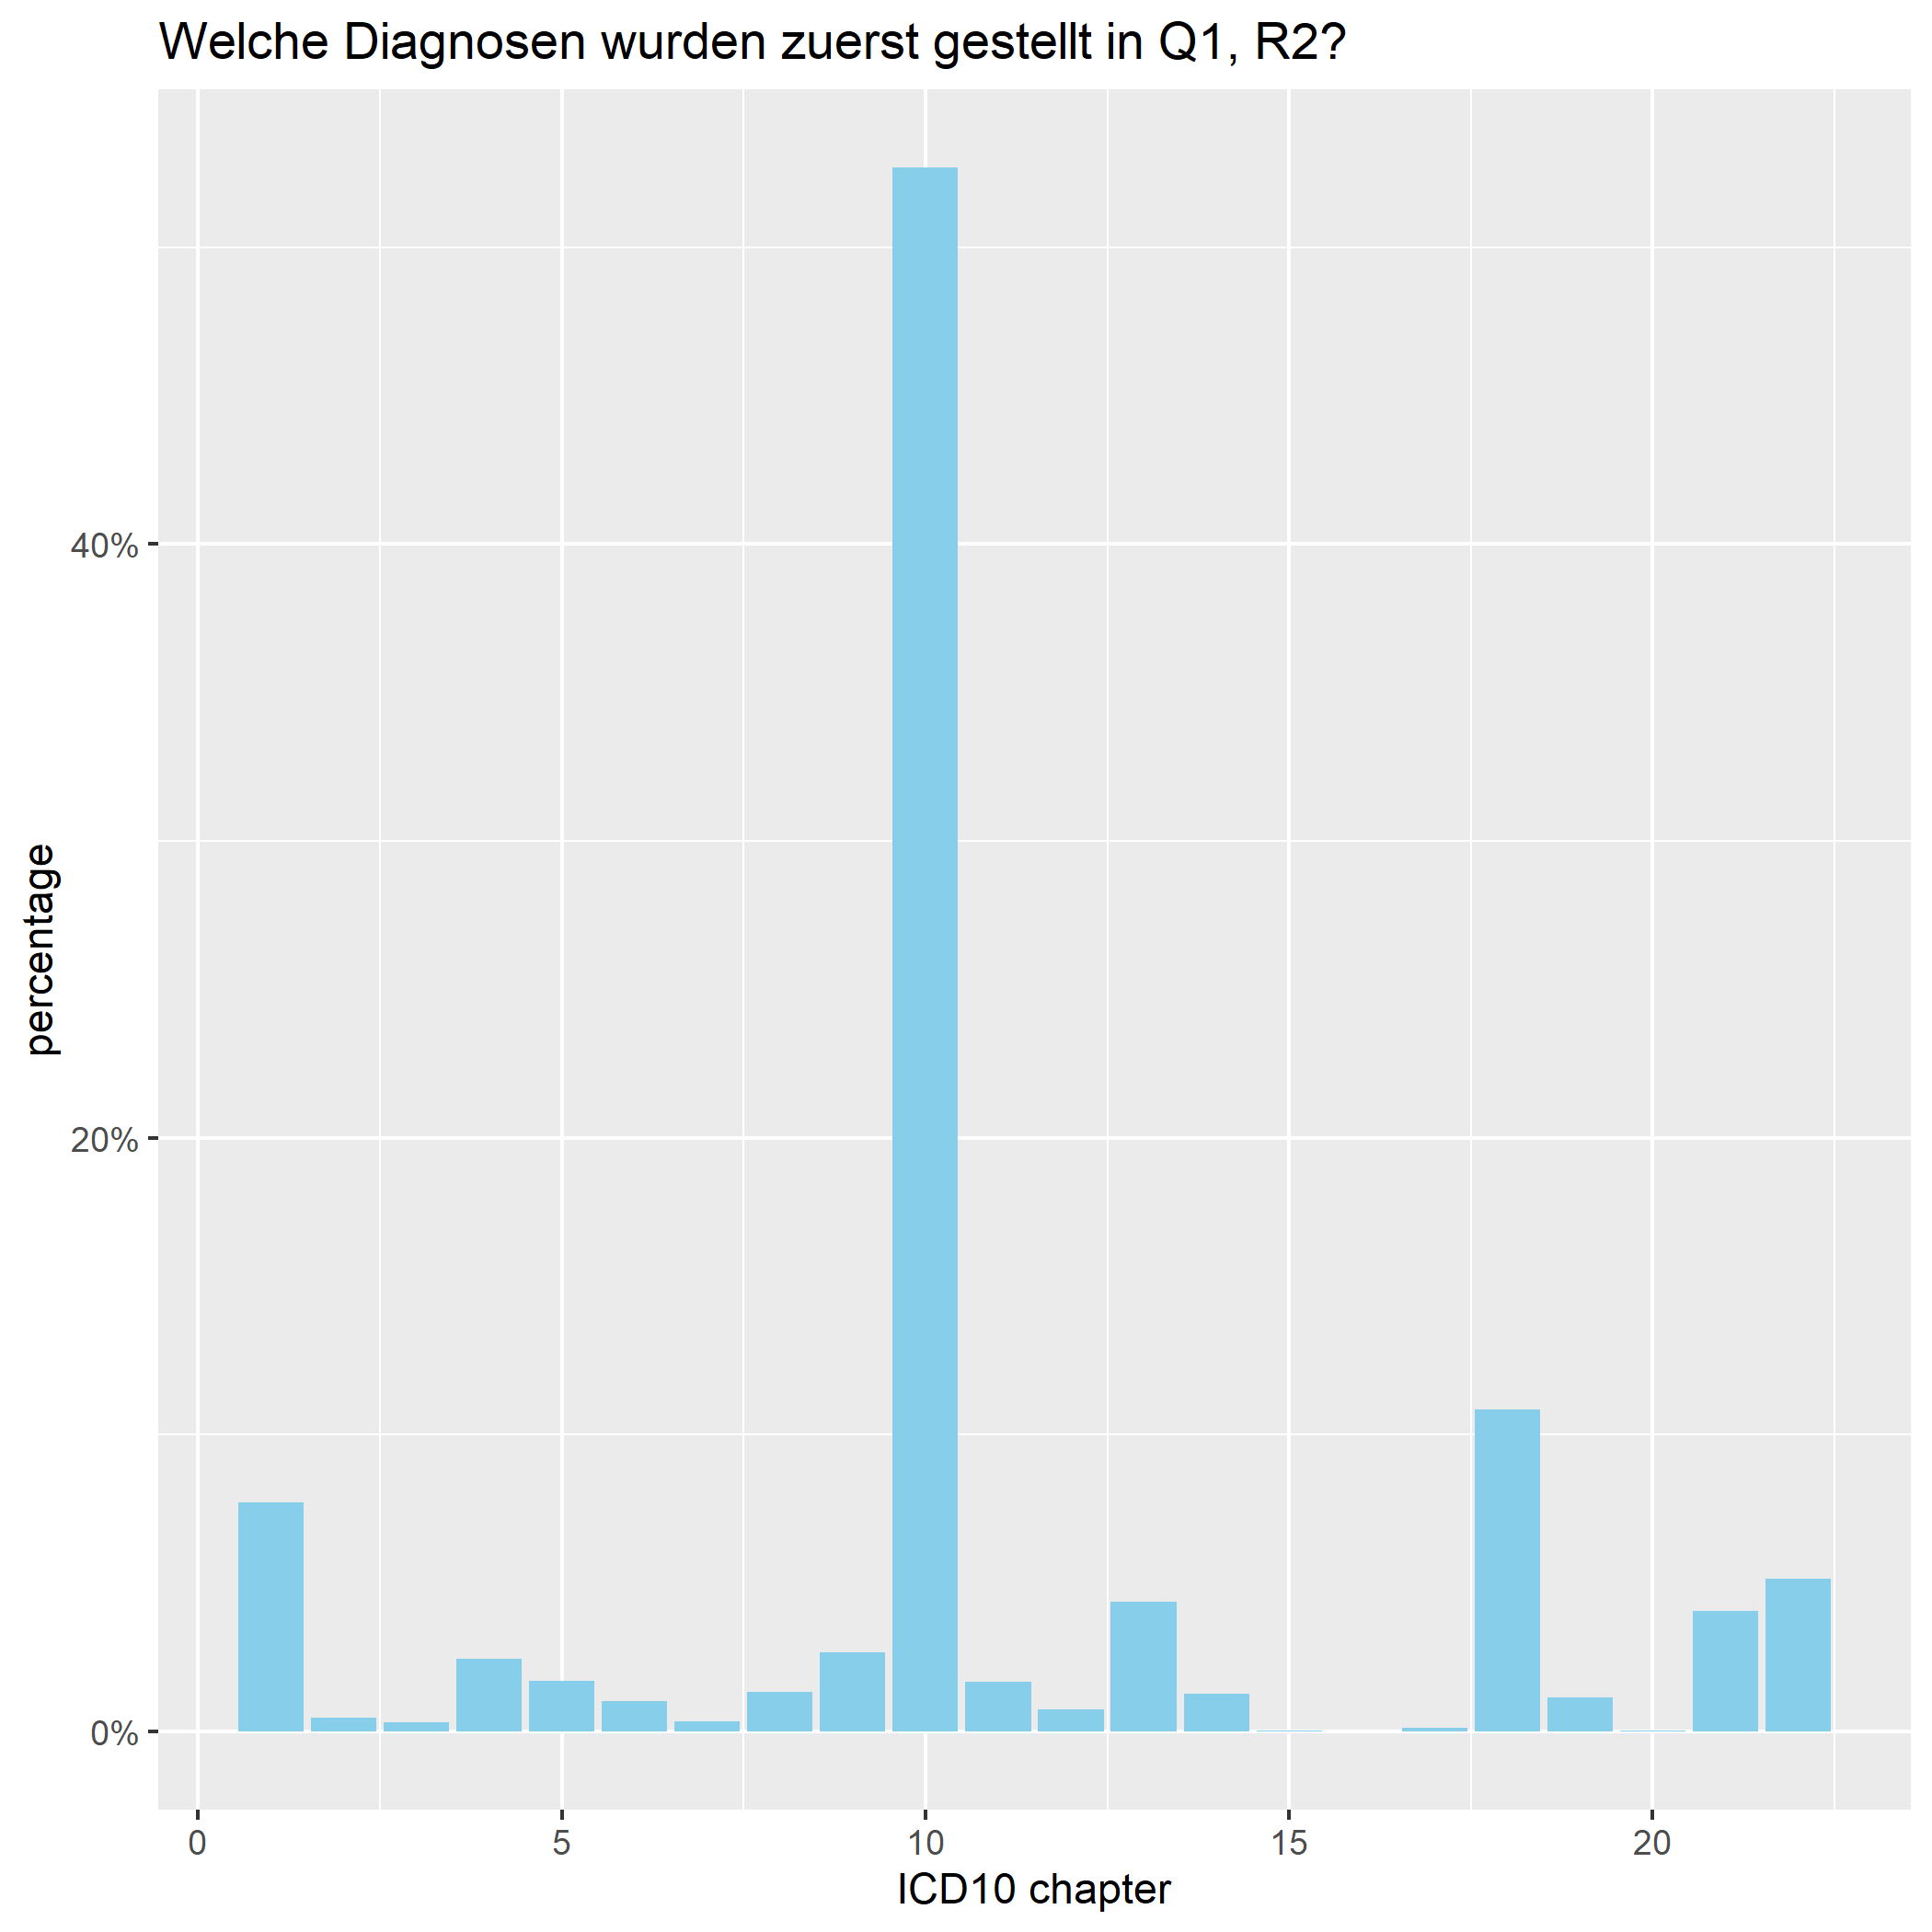 Welche Diagnosen wurden zuerst gestellt in Q1, R2?
percentage
40%
20%
0%
0 5 10 15 20
ICD10 chapter